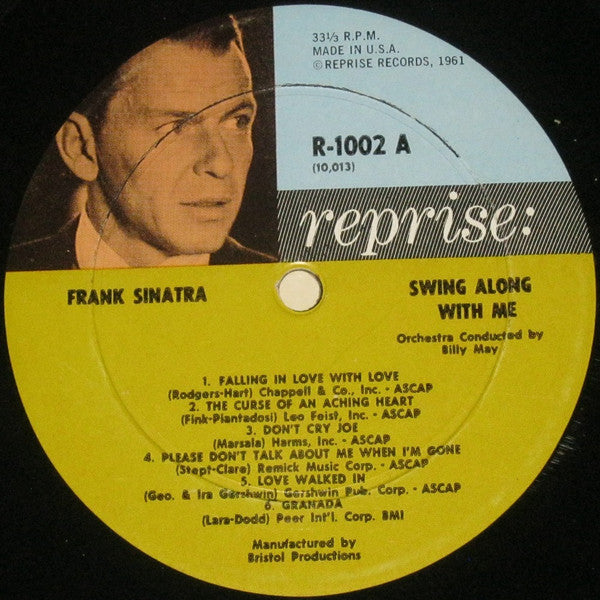 33⅓ R.P.M.
MADE IN U.S.A.
© REPRISE RECORDS, 1961
R-1002 A
(10,013)
reprise:
FRANK SINATRA
SWING ALONG
WITH ME
Orchestra Conducted by
Billy May
1. FALLING IN LOVE WITH LOVE
(Rodgers-Hart) Chappell & Co., Inc. - ASCAP
2. THE CURSE OF AN ACHING HEART
(Fink-Piantadosi) Leo Feist, Inc. - ASCAP
3. DON'T CRY JOE
(Marsala) Harms, Inc. - ASCAP
4. PLEASE DON'T TALK ABOUT ME WHEN I'M GONE
(Stept-Clare) Remick Music Corp. - ASCAP
5. LOVE WALKED IN
(Geo. & Ira Gershwin) Gershwin Pub. Corp. - ASCAP
6. GRANADA
(Lara-Dodd) Peer Int'l. Corp. BMI
Manufactured by
Bristol Productions